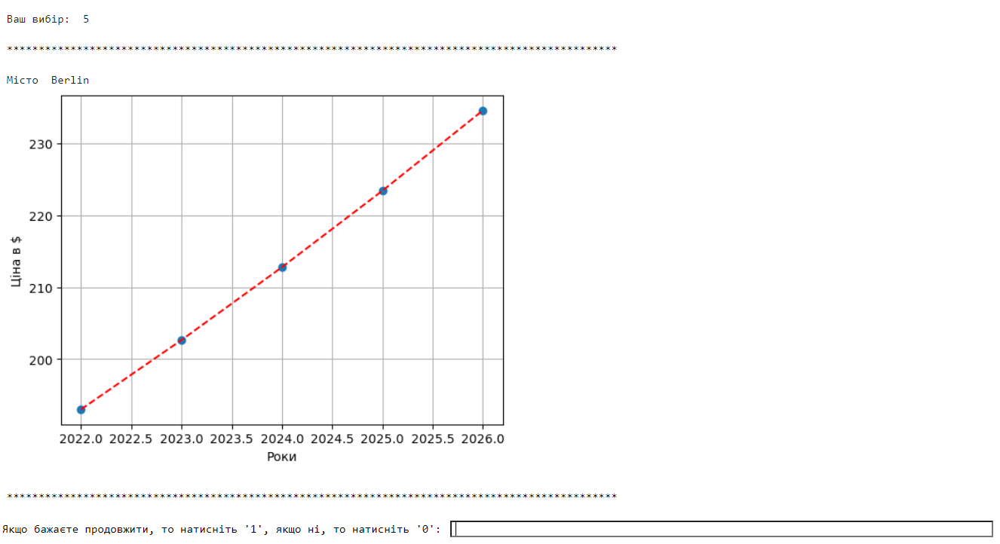 Ваш вибір:  5
*************************************************************************************************
Місто  Berlin
230
220
210
200
Ціна в $
2022.0 2022.5 2023.0 2023.5 2024.0 2024.5 2025.0 2025.5 2026.0
Роки
*************************************************************************************************
Якщо бажаєте продовжити, то натисніть '1', якщо ні, то натисніть '0':